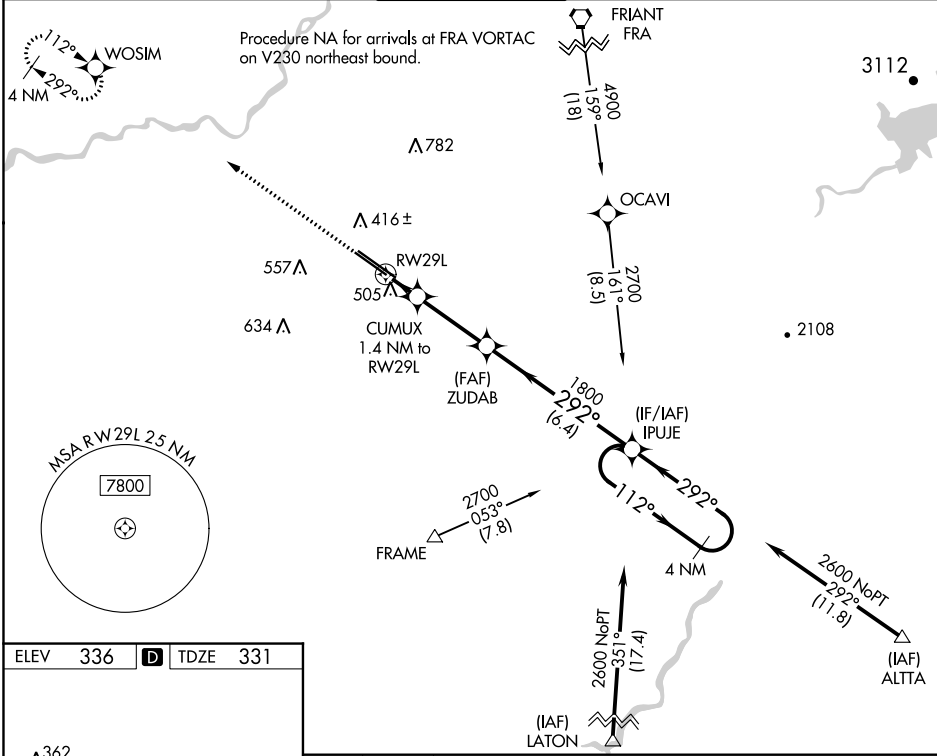 112°
292°
4 NM
WOSIM
Procedure NA for arrivals at FRA VORTAC
on V230 northeast bound.
FRIANT
FRA
4900
159°
(18)
3112
782
OCAVI
416 ±
RW29L
557
505
2700
161°
(8.5)
634
CUMUX
1.4 NM to
RW29L
2108
(FAF)
ZUDAB
1800
292°
(6.4)
(IF/IAF)
IPUJE
MSA RW29L 25 NM
7800
292°
112°
4 NM
2700
053°
(7.8)
FRAME
2600 NoPT
292°
(11.8)
(IAF)
ALTTA
2600 NoPT
351°
(17.4)
(IAF)
LATON
ELEV 336 D TDZE 331
362